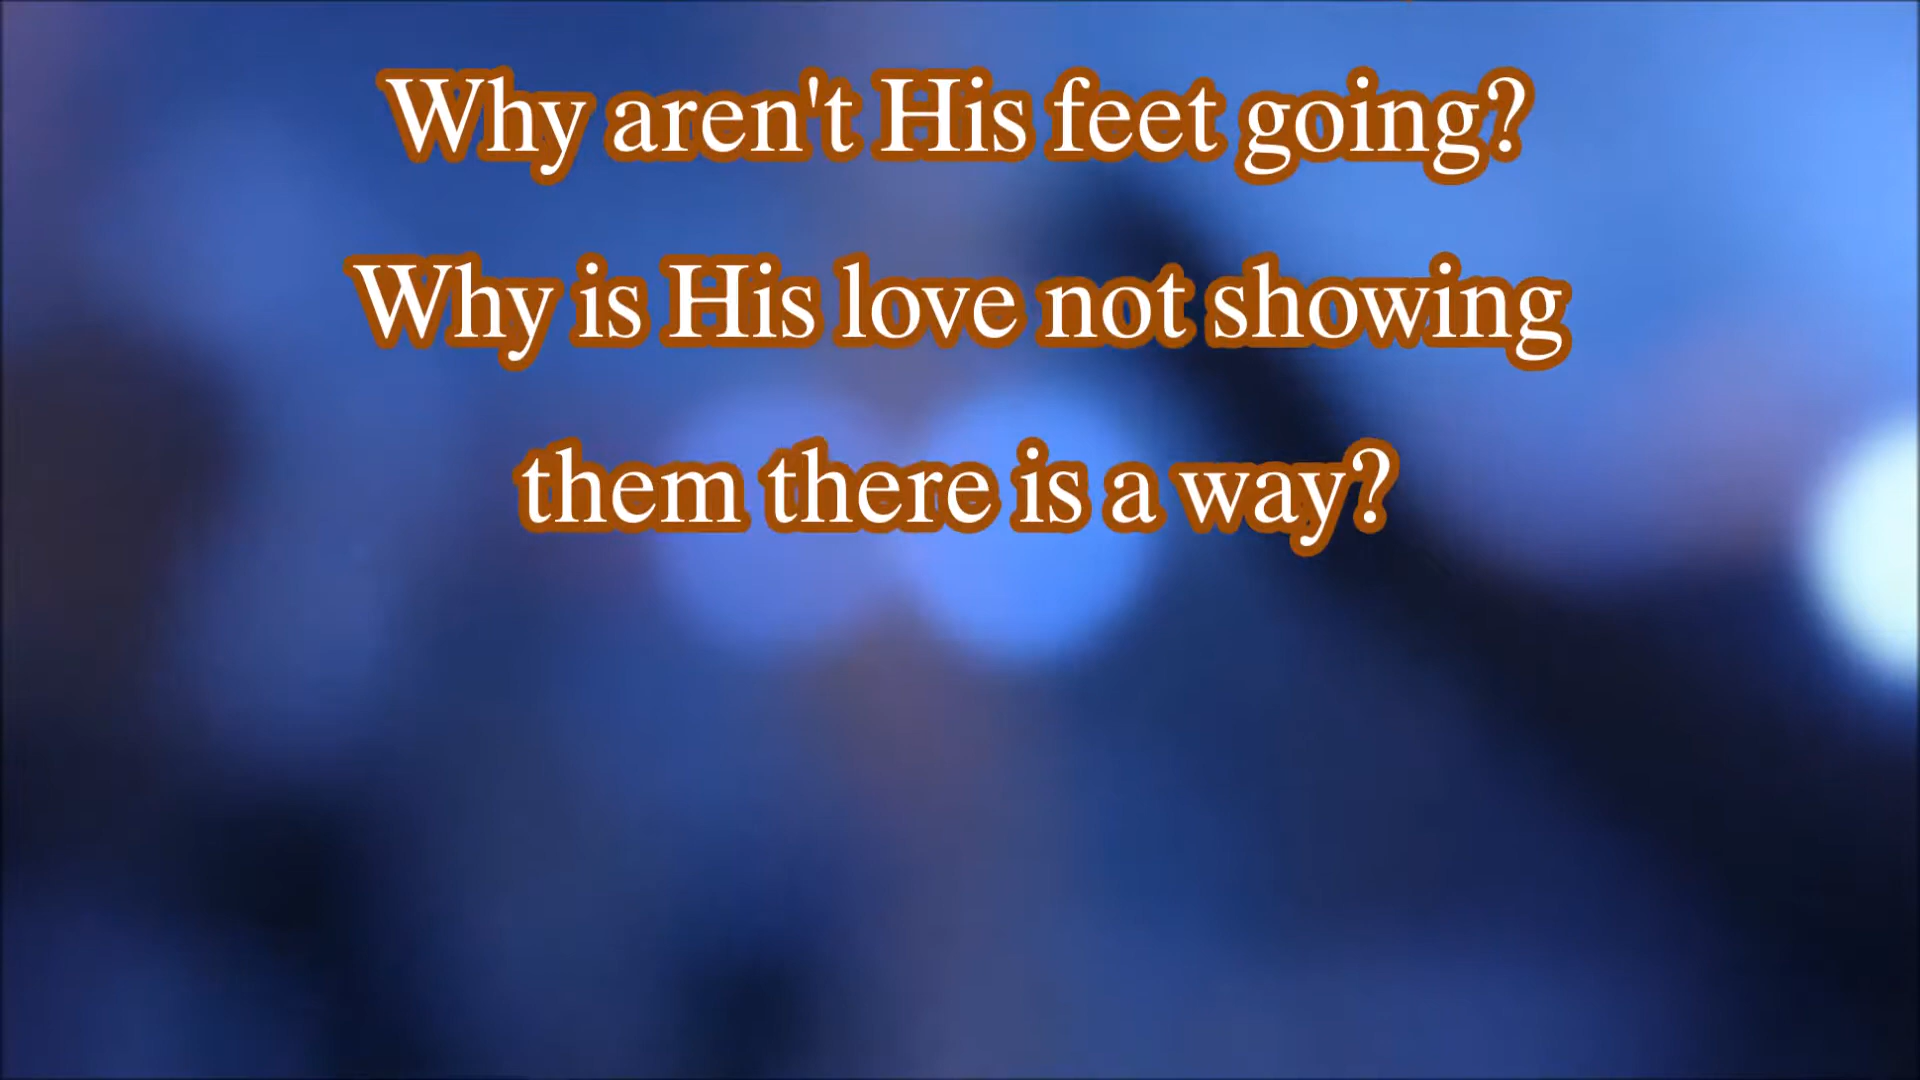 Why aren't His feet going?
Why is His love not showing
them there is a way?